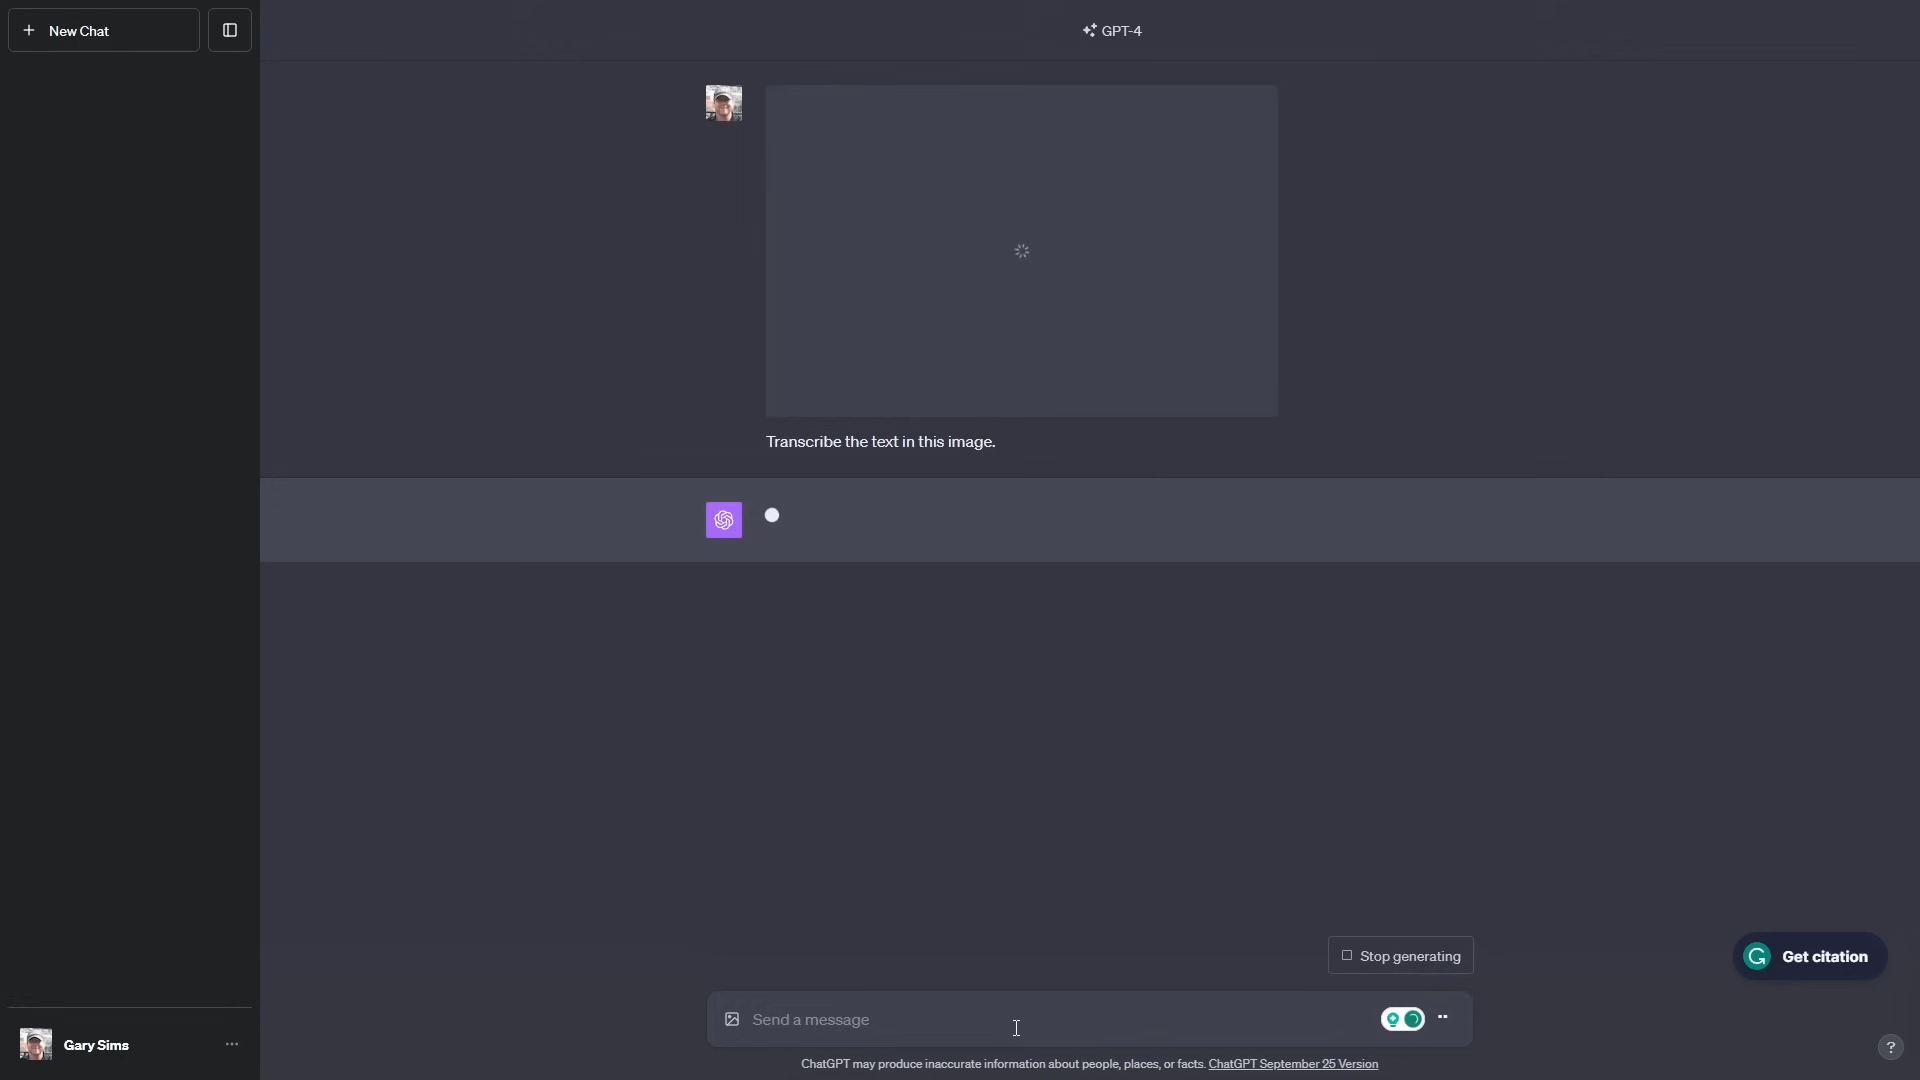 New Chat
GPT-4
Transcribe the text in this image.
Stop generating
Get citation
Send a message
Gary Sims
ChatGPT may produce inaccurate information about people, places, or facts. ChatGPT September 25 Version
?